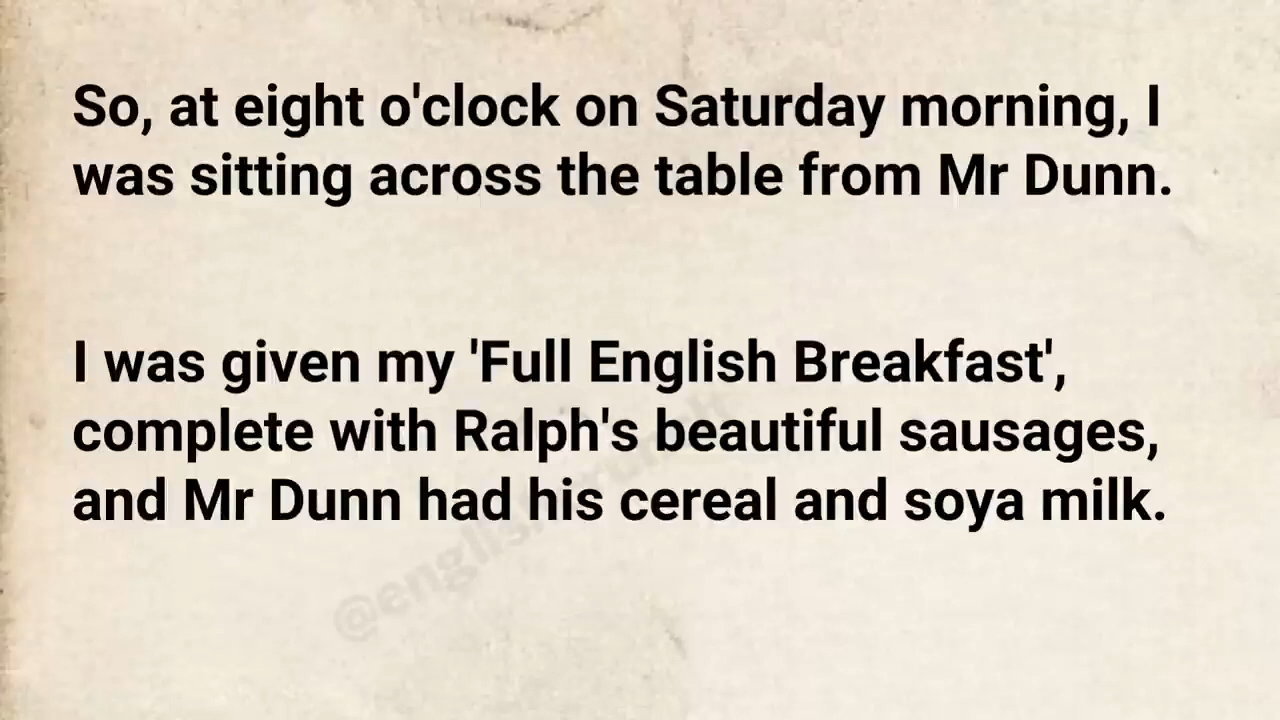 So, at eight o'clock on Saturday morning, I
was sitting across the table from Mr Dunn.
I was given my 'Full English Breakfast',
complete with Ralph's beautiful sausages,
and Mr Dunn had his cereal and soya milk.